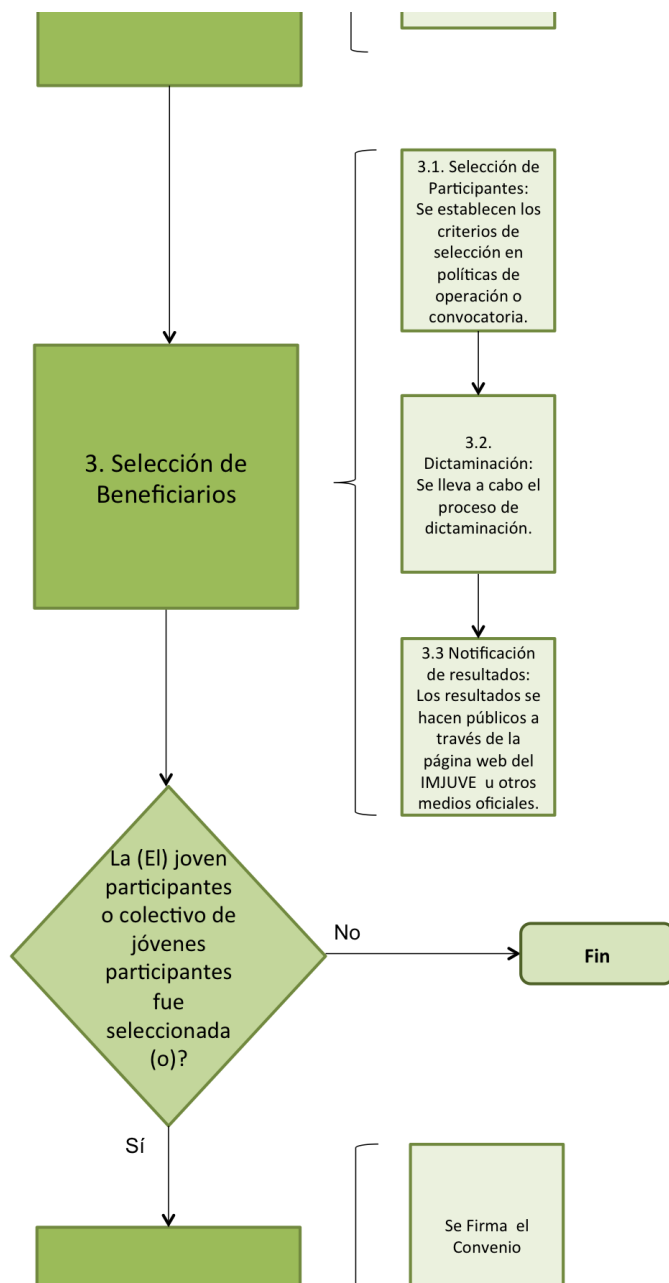 3.1. Selección de
Participantes:
Se establecen los
criterios de
selección en
políticas de
operación o
convocatoria.
3. Selección de
Beneficiarios
3.2.
Dictaminación:
Se lleva a cabo el
proceso de
dictaminación.
3.3 Notificación
de resultados:
Los resultados se
hacen públicos a
través de la
página web del
IMJUVE u otros
medios oficiales.
La (El) joven
participantes
o colectivo de
jóvenes
participantes
fue
seleccionada
(o)?
No
Fin
Sí
Se Firma el
Convenio